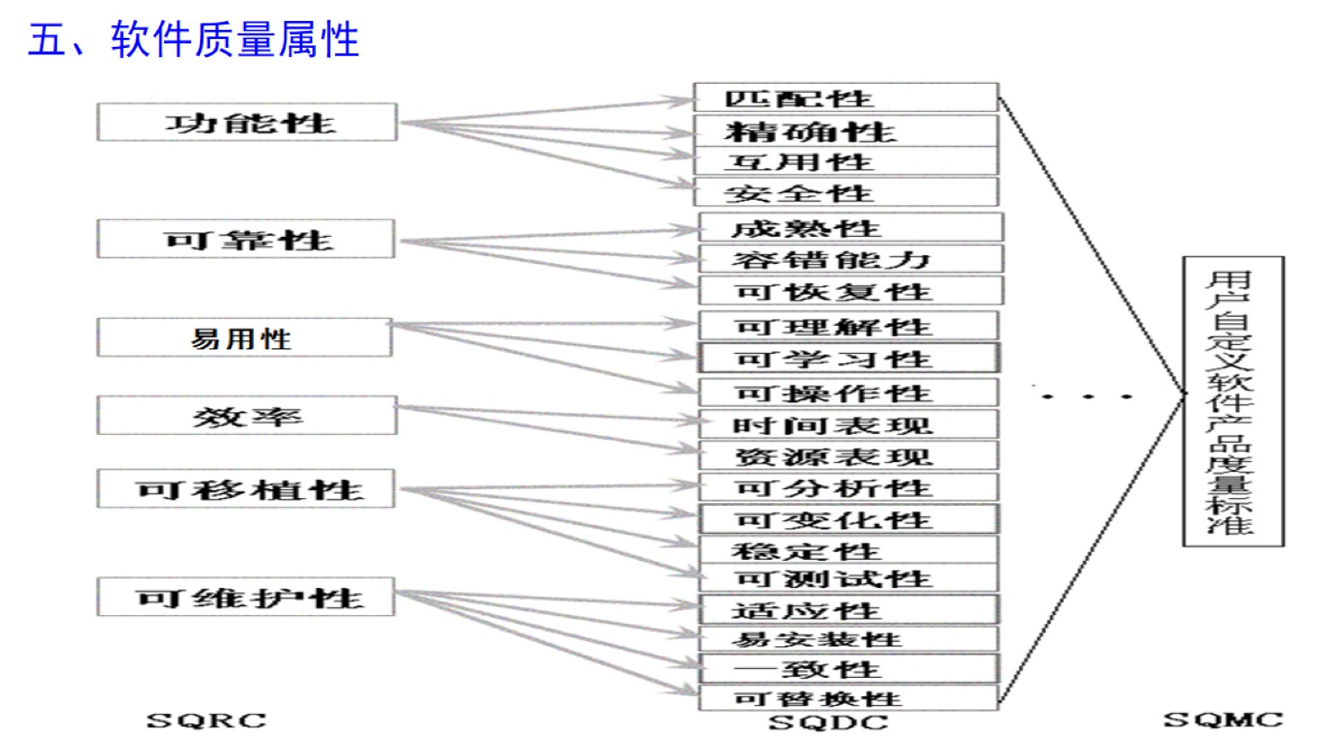 五、软件质量属性
功能性
匹配性
精确性
互用性
安全性
可靠性
成熟性
容错能力
可恢复性
易用性
可理解性
可学习性
可操作性
效率
时间表现
资源表现
可移植性
可分析性
可变化性
稳定性
可测试性
可维护性
适应性
易安装性
一致性
可替换性
用户自定义软件产品度量标准
SQRC
SQDC
SQMC